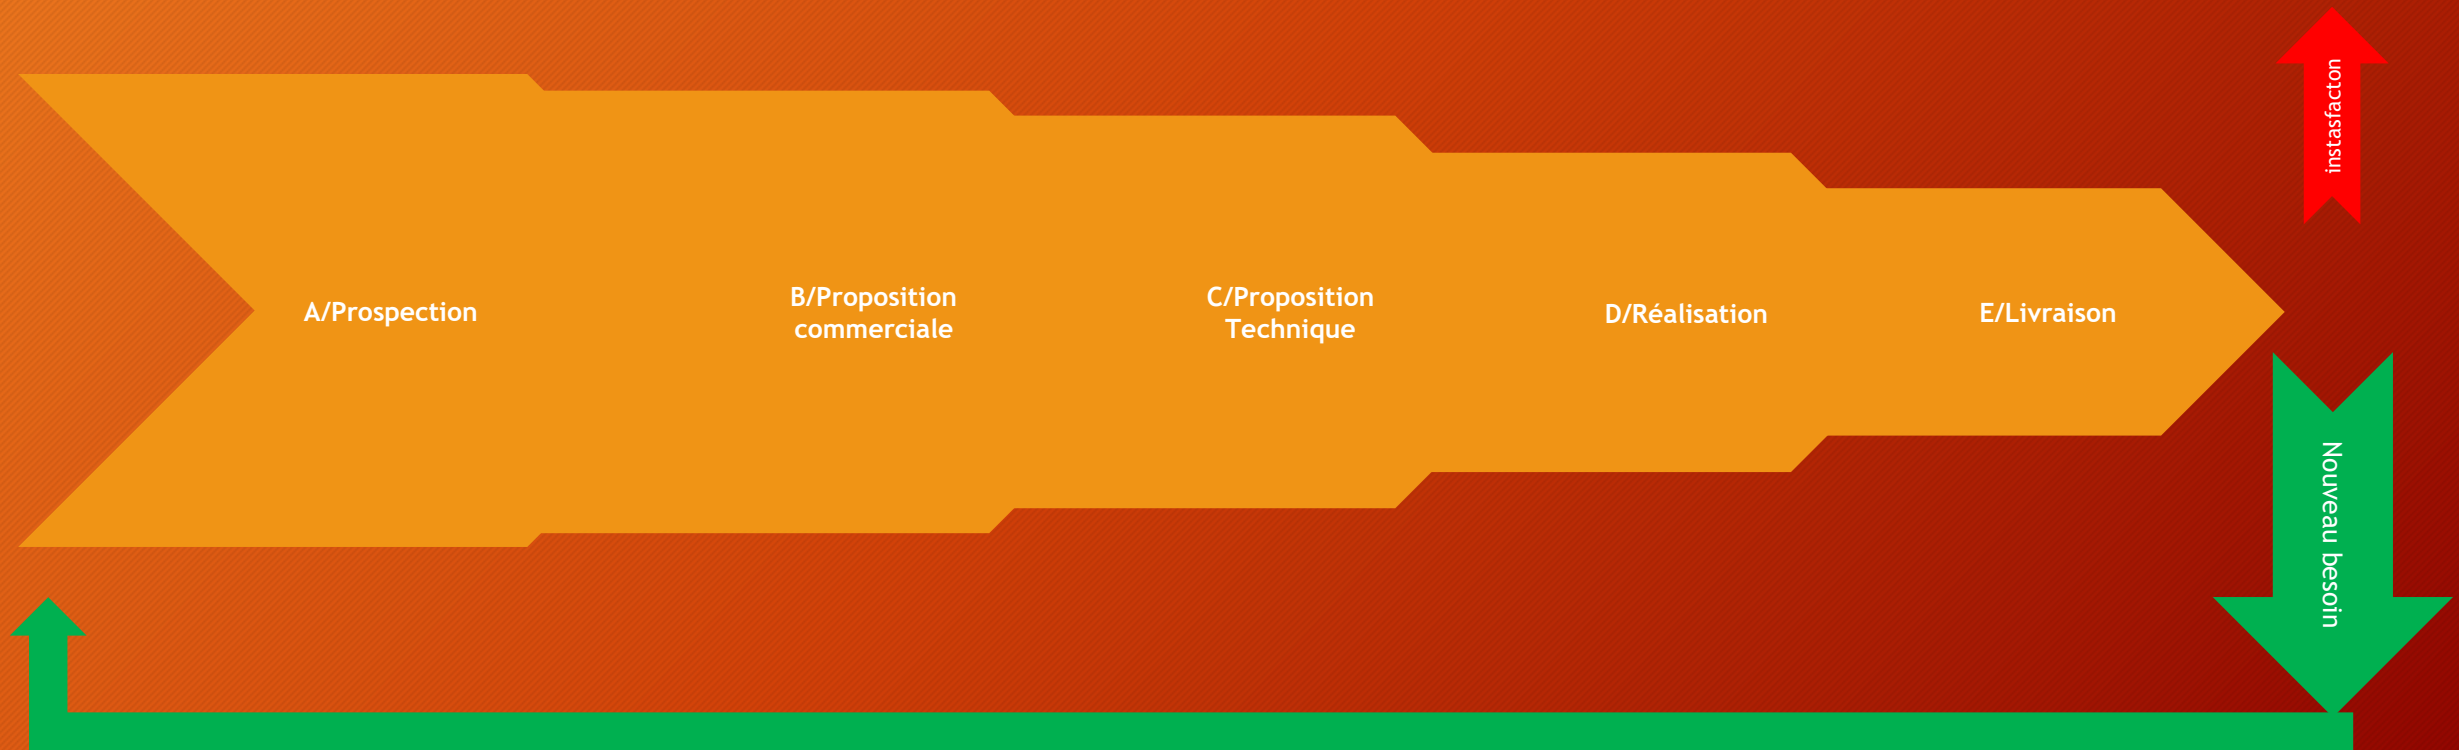 A/Prospection
B/Proposition
commerciale
C/Proposition
Technique
D/Réalisation
E/Livraison
instasfacton
Nouveau besoin